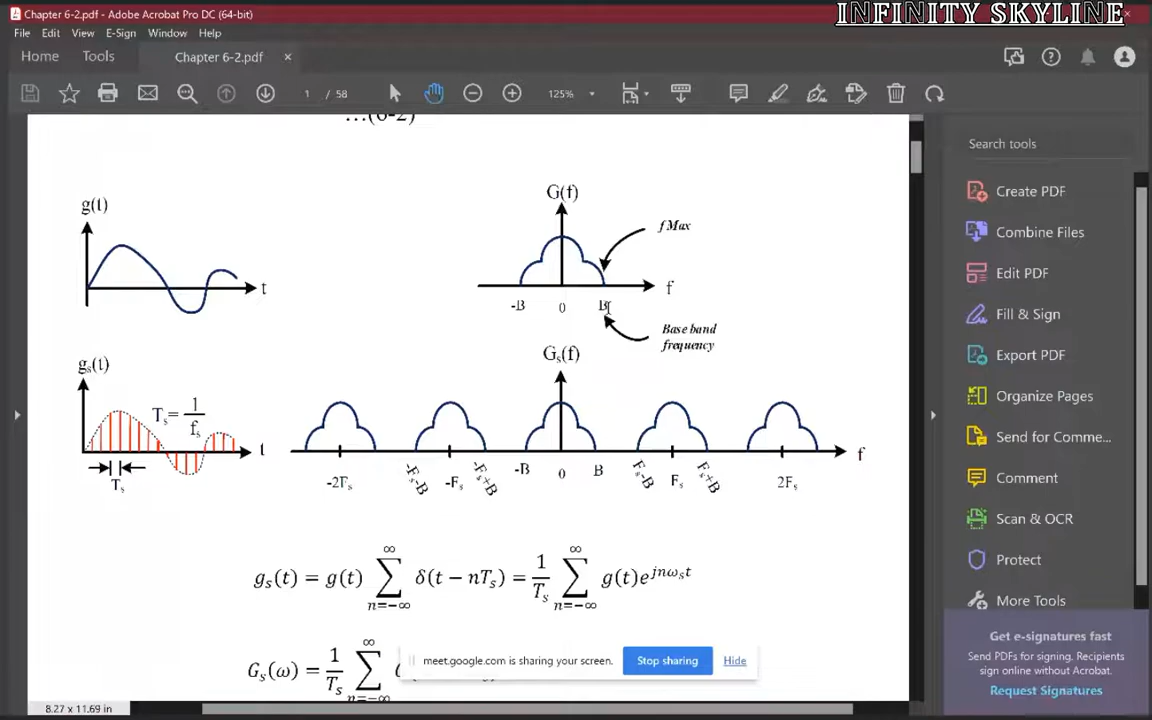 Chapter 6-2.pdf - Adobe Acrobat Pro DC (64-bit)
INFINITY SKYLINE
File Edit View E-Sign Window Help
Home Tools Chapter 6-2.pdf ×
1 / 58 125%
...(6-2)
Search tools
Create PDF
Combine Files
Edit PDF
Fill & Sign
Export PDF
Organize Pages
Send for Comme...
Comment
Scan & OCR
Protect
More Tools
Get e-signatures fast
Send PDFs for signing. Recipients
sign online without Acrobat.
Request Signatures
g(t)
t
G(f)
f Max
f
-B 0 B
Base band
frequency
gs(t)
Ts= 1/fs
t
Ts
Gs(f)
f
-2Fs -Fs-B -Fs -Fs+B -B 0 B Fs-B Fs Fs+B 2Fs
gs(t) = g(t) ∑_{n=-∞}^{∞} δ(t − nTs) = 1/Ts ∑_{n=-∞}^{∞} g(t)e^{jnωst}
Gs(ω) = 1/Ts ∑_{n=-∞}^{∞}
meet.google.com is sharing your screen. Stop sharing Hide
8.27 x 11.69 in